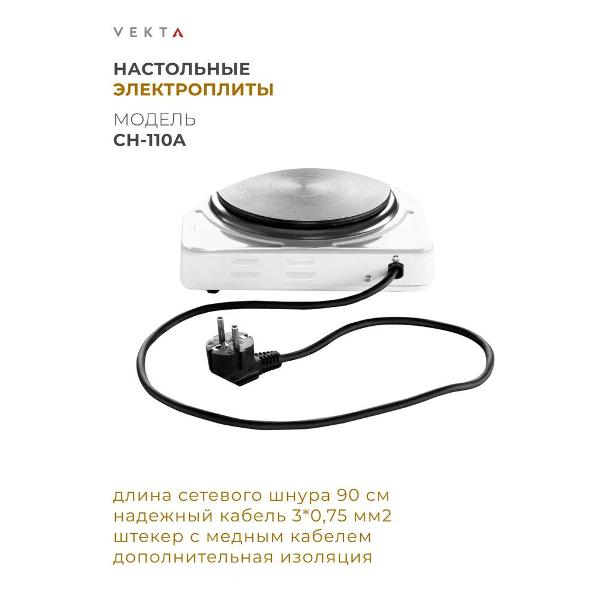 VEKTA
НАСТОЛЬНЫЕ
ЭЛЕКТРОПЛИТЫ
МОДЕЛЬ
CH-110A
длина сетевого шнура 90 см
надежный кабель 3*0,75 мм2
штекер с медным кабелем
дополнительная изоляция